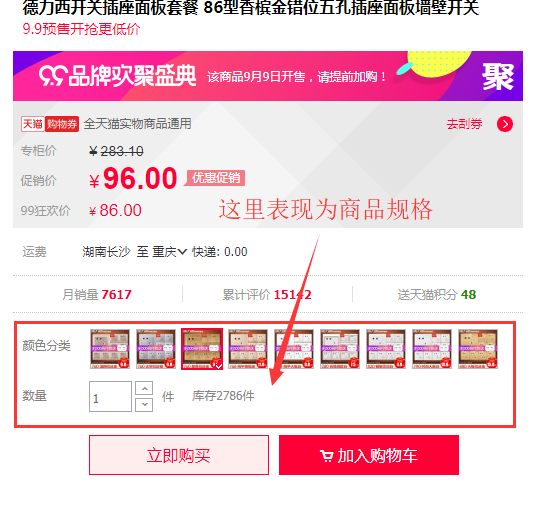 德力西开关插座面板套餐 86型香槟金错位五孔插座面板墙壁开关
9.9预售开抢更低价
99品牌欢聚盛典 该商品9月9日开售，请提前加购！ 聚
天猫 购物券 全天猫实物商品通用 去刮券
专柜价 ¥ 283.10
促销价 ¥ 96.00 优惠促销
99狂欢价 ¥ 86.00
这里表现为商品规格
运费 湖南长沙 至 重庆 快递: 0.00
月销量 7617 累计评价 15142 送天猫积分 48
颜色分类
数量 1 件 库存2786件
立即购买 加入购物车